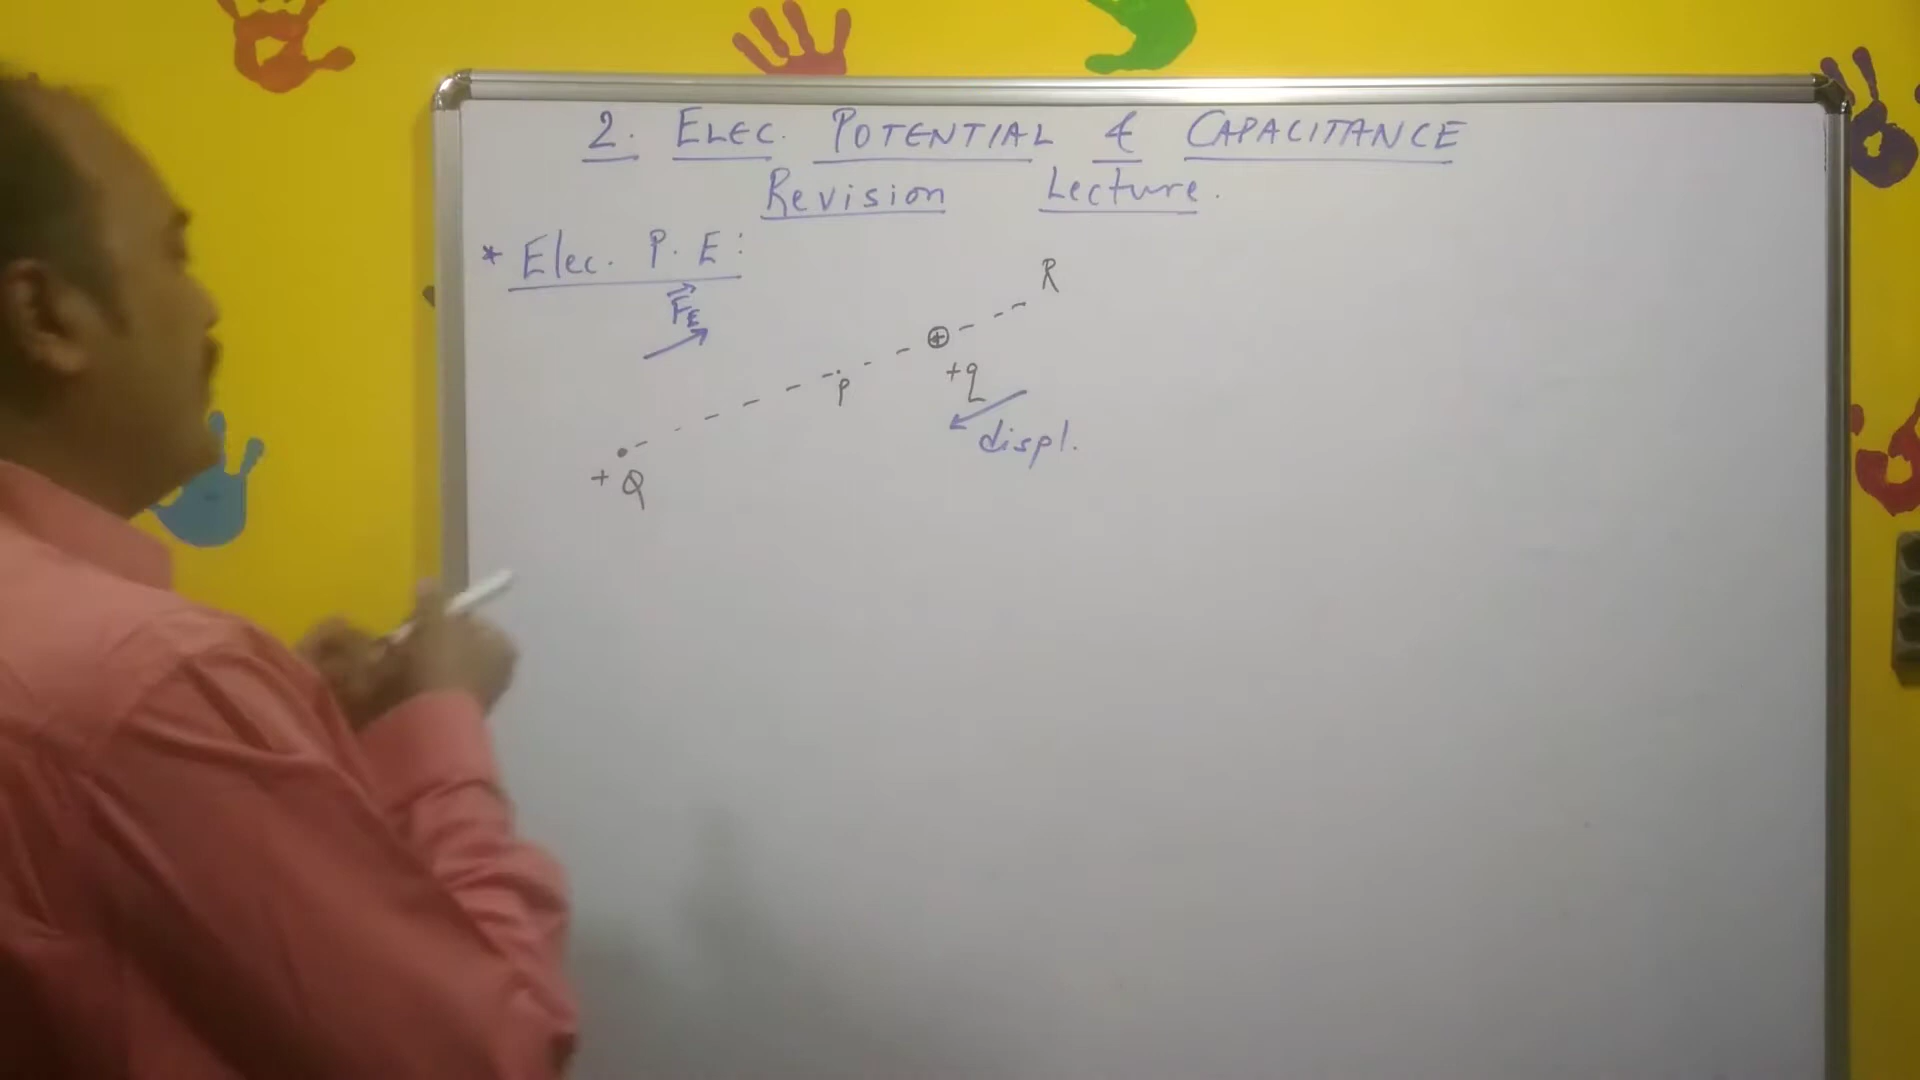 2. ELEC. POTENTIAL & CAPACITANCE
Revision Lecture.
* Elec. P.E:
F⃗E
R
P
+q
displ.
+Q